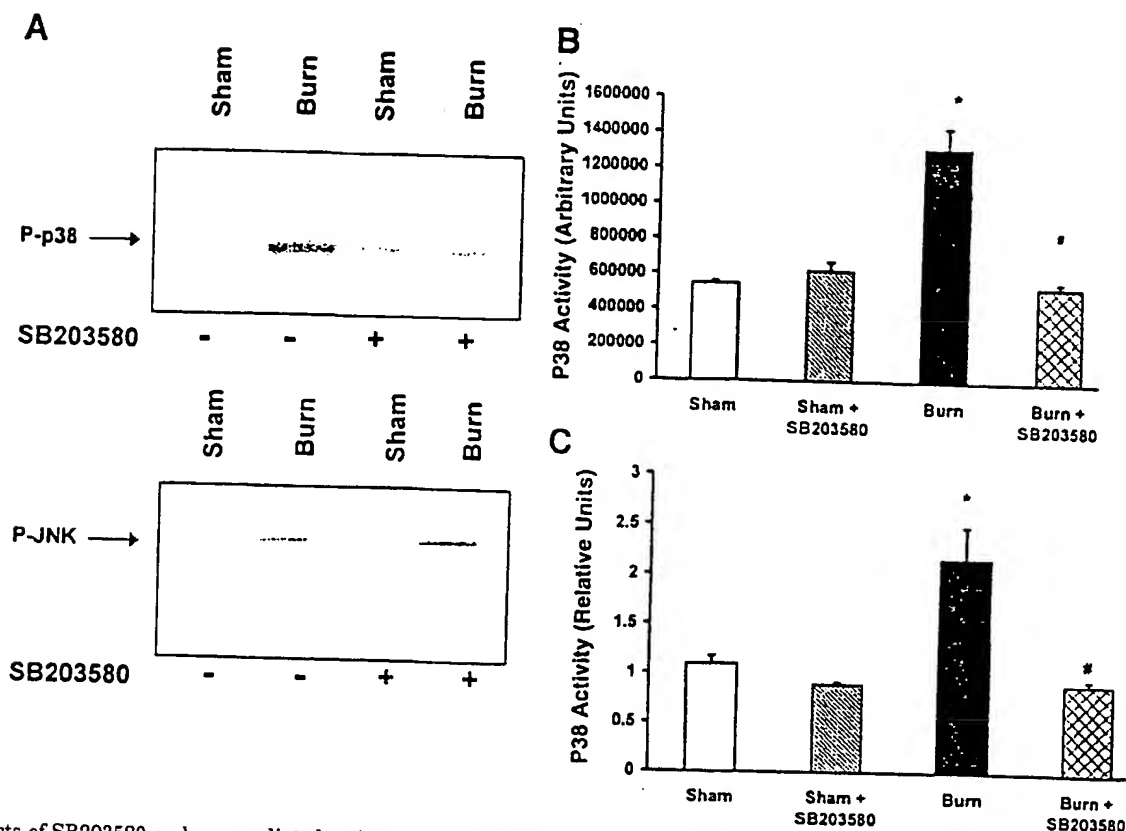 A
Sham
Burn
Sham
Burn
P-p38
SB203580 - - + +
Sham
Burn
Sham
Burn
P-JNK
SB203580 - - + +
B
P38 Activity (Arbitrary Units)
1600000
1400000
1200000
1000000
800000
600000
400000
200000
0
*
#
Sham
Sham +
SB203580
Burn
Burn +
SB203580
C
P38 Activity (Relative Units)
3
2.5
2
1.5
1
0.5
0
*
#
Sham
Sham +
SB203580
Burn
Burn +
SB203580
of SB203580